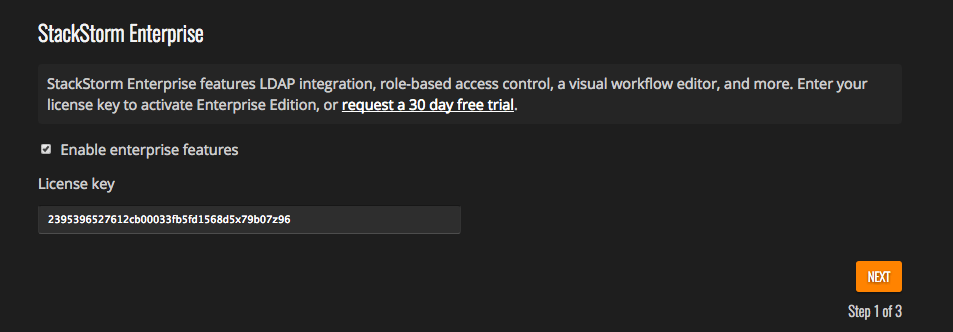 StackStorm Enterprise
StackStorm Enterprise features LDAP integration, role-based access control, a visual workflow editor, and more. Enter your
license key to activate Enterprise Edition, or request a 30 day free trial.
Enable enterprise features
License key
2395396527612cb00033fb5fd1568d5x79b07z96
NEXT
Step 1 of 3